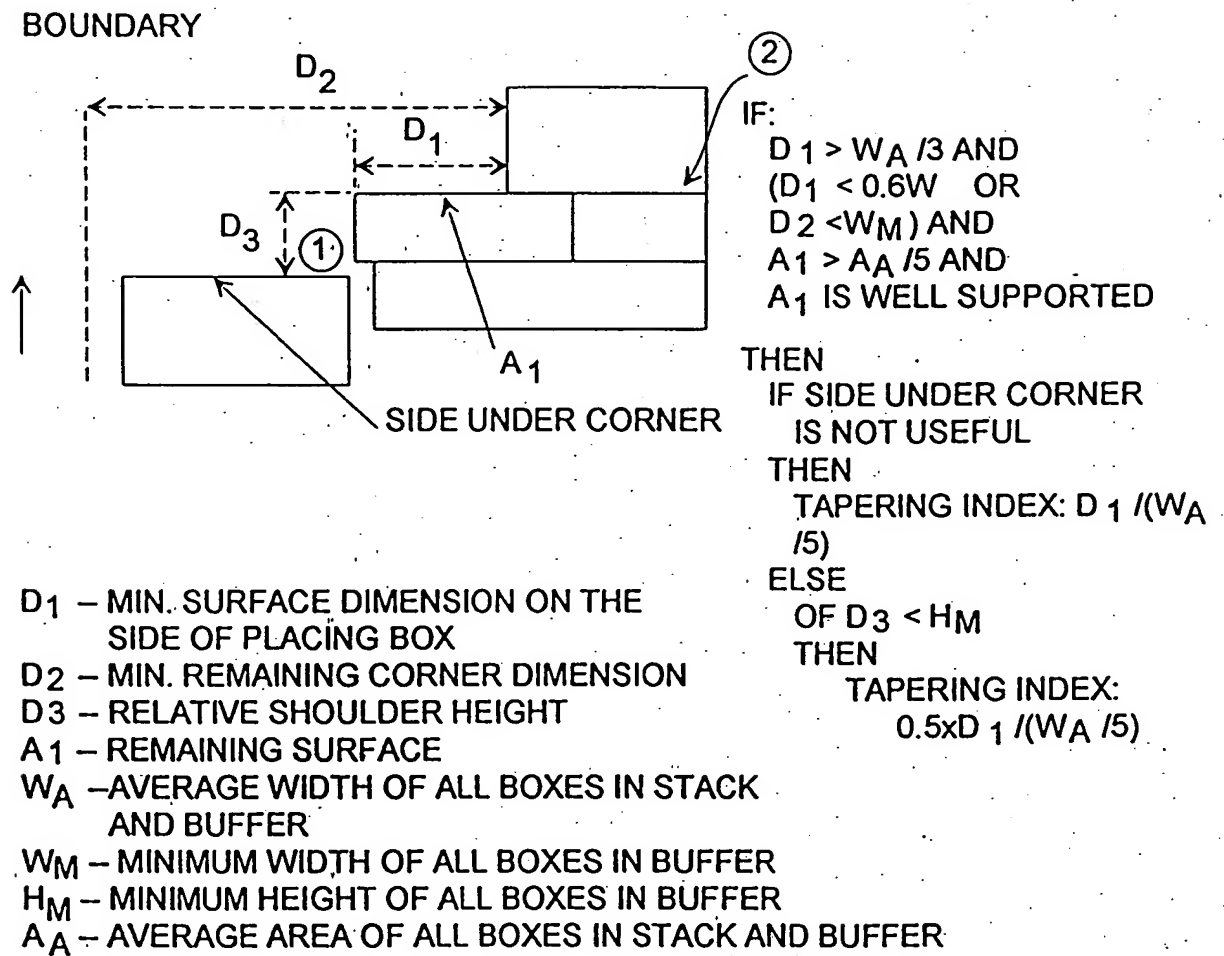 BOUNDARY
D2
D1
D3
1
2
A1
SIDE UNDER CORNER
IF:
D 1 > WA /3 AND
(D1 < 0.6W OR
D 2 <WM ) AND
A1 > AA /5 AND
A1 IS WELL SUPPORTED
THEN
IF SIDE UNDER CORNER
IS NOT USEFUL
THEN
TAPERING INDEX: D 1 /(WA
/5)
ELSE
OF D3 < HM
THEN
TAPERING INDEX:
0.5xD 1 /(WA /5)
D1 – MIN. SURFACE DIMENSION ON THE
SIDE OF PLACING BOX
D2 – MIN. REMAINING CORNER DIMENSION
D3 – RELATIVE SHOULDER HEIGHT
A1 – REMAINING SURFACE
WA –AVERAGE WIDTH OF ALL BOXES IN STACK
AND BUFFER
WM – MINIMUM WIDTH OF ALL BOXES IN BUFFER
HM – MINIMUM HEIGHT OF ALL BOXES IN BUFFER
AA – AVERAGE AREA OF ALL BOXES IN STACK AND BUFFER